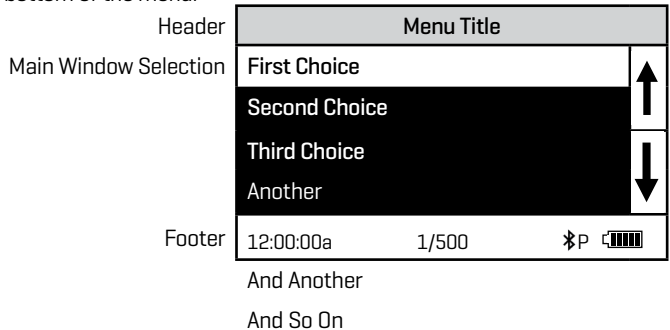 bottom of the menu.
Header Menu Title
Main Window Selection First Choice
Second Choice
Third Choice
Another
Footer 12:00:00a 1/500 P
And Another
And So On